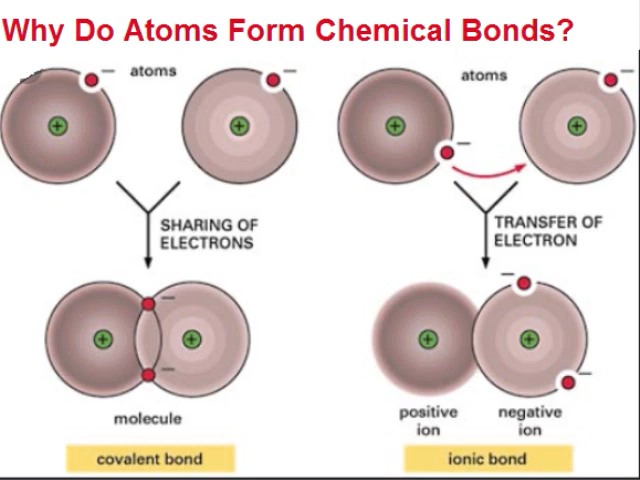 Why Do Atoms Form Chemical Bonds?
atoms
SHARING OF
ELECTRONS
molecule
covalent bond
atoms
TRANSFER OF
ELECTRON
positive
ion
negative
ion
ionic bond